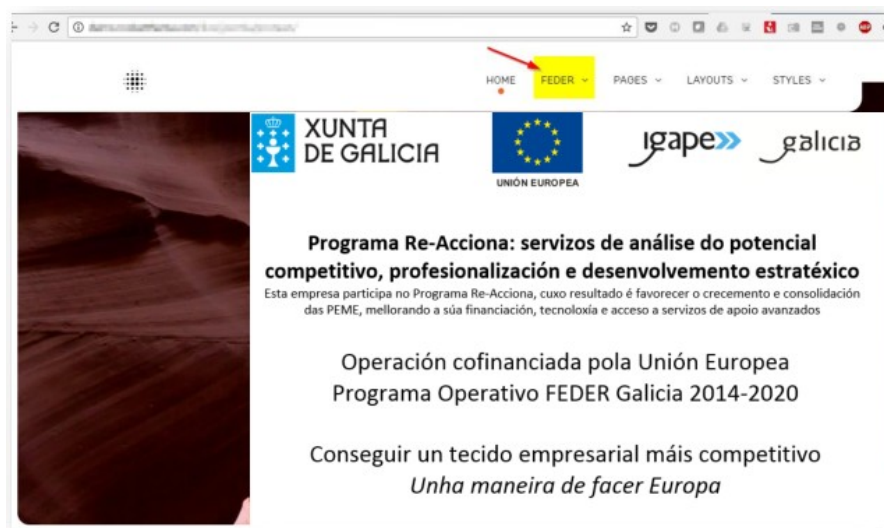 HOME FEDER PAGES LAYOUTS STYLES
XUNTA
DE GALICIA
UNIÓN EUROPEA
igape
galicia
Programa Re-Acciona: servizos de análise do potencial
competitivo, profesionalización e desenvolvemento estratéxico
Esta empresa participa no Programa Re-Acciona, cuxo resultado é favorecer o crecemento e consolidación
das PEME, mellorando a súa financiación, tecnoloxía e acceso a servizos de apoio avanzados
Operación cofinanciada pola Unión Europea
Programa Operativo FEDER Galicia 2014-2020
Conseguir un tecido empresarial máis competitivo
Unha maneira de facer Europa